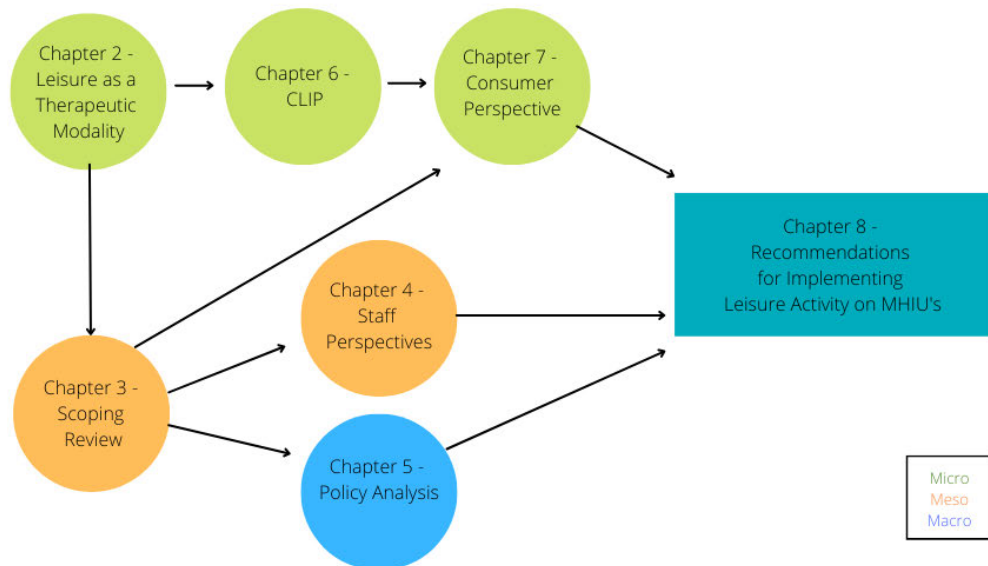 Chapter 2 -
Leisure as a
Therapeutic
Modality
Chapter 6 -
CLIP
Chapter 7 -
Consumer
Perspective
Chapter 8 -
Recommendations
for Implementing
Leisure Activity on MHIU's
Chapter 4 -
Staff
Perspectives
Chapter 3 -
Scoping
Review
Chapter 5 -
Policy Analysis
Micro
Meso
Macro